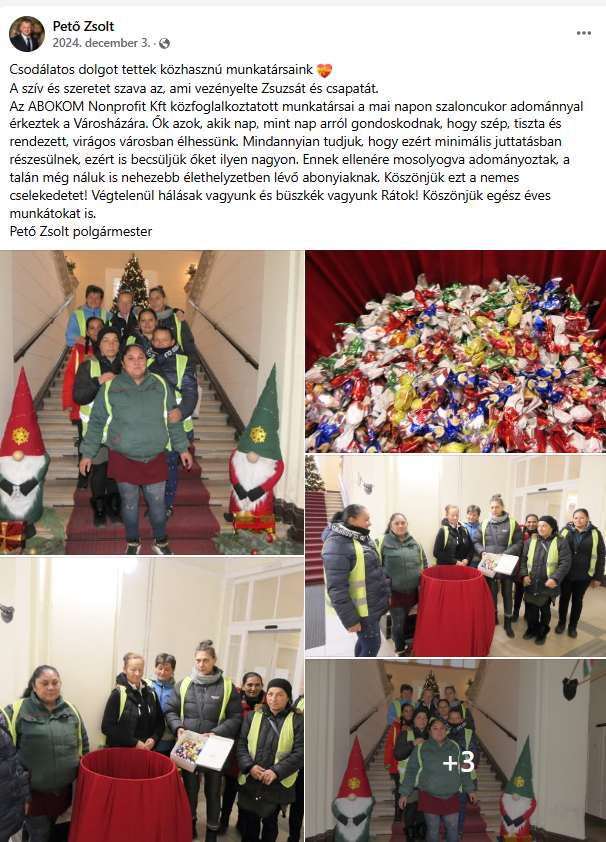 Pető Zsolt
2024. december 3. ·
Csodálatos dolgot tettek közhasznú munkatársaink
A szív és szeretet szava az, ami vezényelte Zsuzsát és csapatát.
Az ABOKOM Nonprofit Kft közfoglalkoztatott munkatársai a mai napon szaloncukor adománnyal
érkeztek a Városházára. Ők azok, akik nap, mint nap arról gondoskodnak, hogy szép, tiszta és
rendezett, virágos városban élhessünk. Mindannyian tudjuk, hogy ezért minimális juttatásban
részesülnek, ezért is becsüljük őket ilyen nagyon. Ennek ellenére mosolyogva adományoztak, a
talán még náluk is nehezebb élethelyzetben lévő abonyiaknak. Köszönjük ezt a nemes
cselekedetet! Végtelenül hálásak vagyunk és büszkék vagyunk Rátok! Köszönjük egész éves
munkátokat is.
Pető Zsolt polgármester
+3